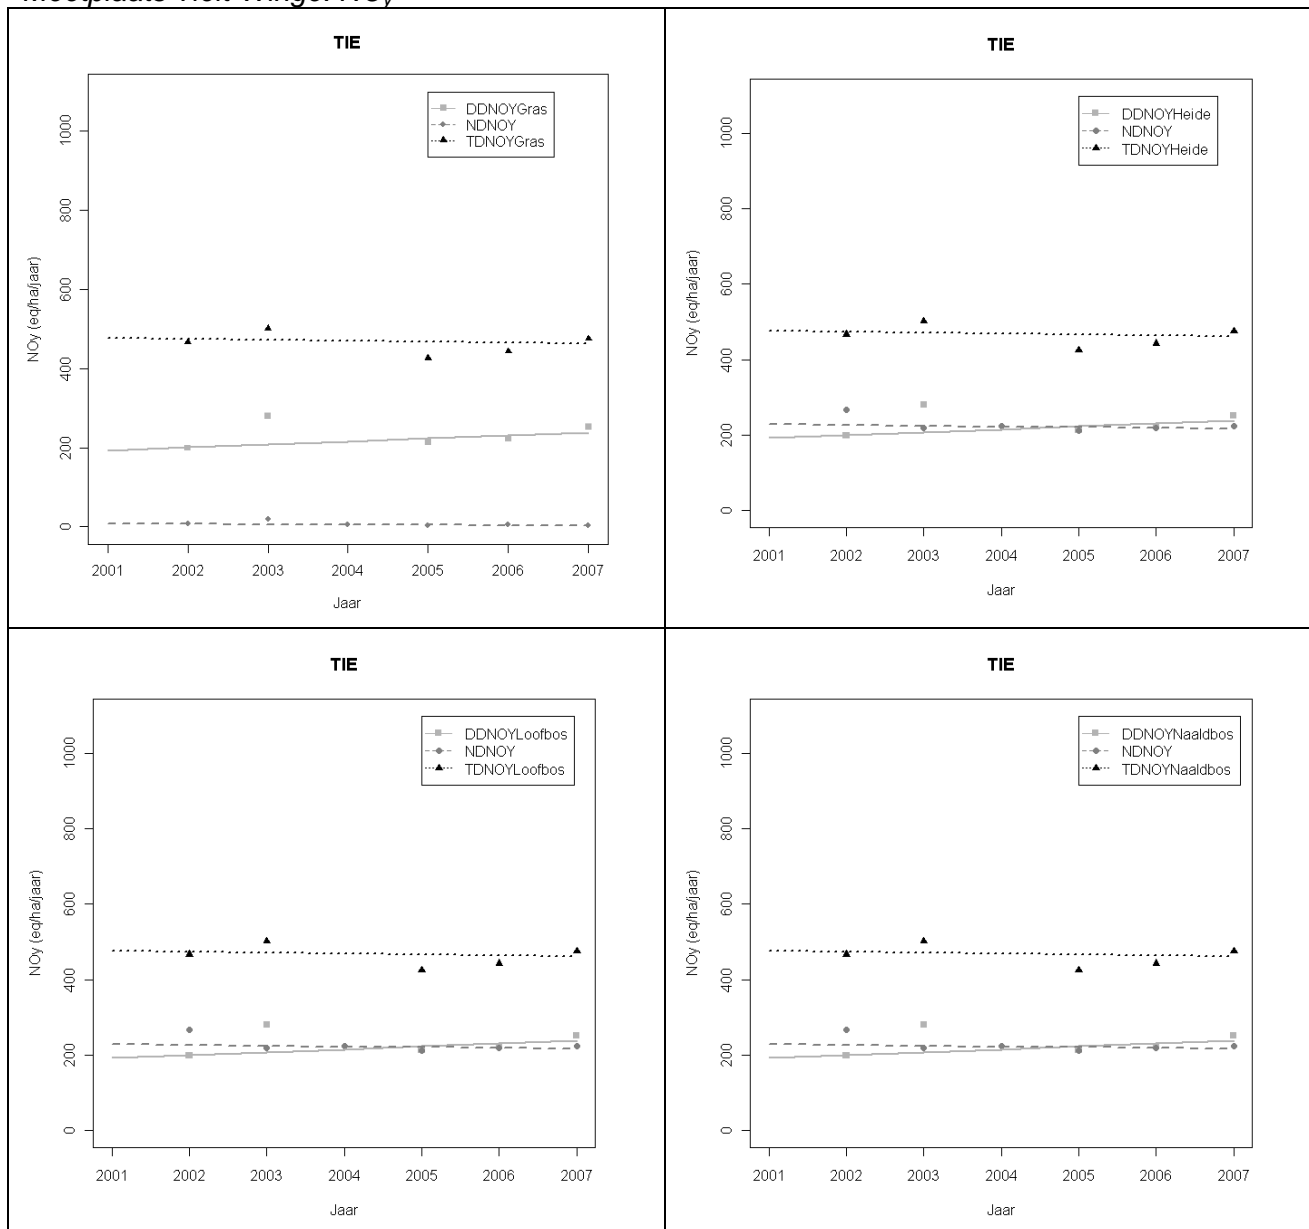 Meetplaats Tielt-Winge: NOy
TIE
DDNOYGras
NDNOY
TDNOYGras
NOy (eq/ha/jaar)
1000
800
600
400
200
0
2001 2002 2003 2004 2005 2006 2007
Jaar
TIE
DDNOYHeide
NDNOY
TDNOYHeide
NOy (eq/ha/jaar)
1000
800
600
400
200
0
2001 2002 2003 2004 2005 2006 2007
Jaar
TIE
DDNOYLoofbos
NDNOY
TDNOYLoofbos
NOy (eq/ha/jaar)
1000
800
600
400
200
0
2001 2002 2003 2004 2005 2006 2007
Jaar
TIE
DDNOYNaaldbos
NDNOY
TDNOYNaaldbos
NOy (eq/ha/jaar)
1000
800
600
400
200
0
2001 2002 2003 2004 2005 2006 2007
Jaar